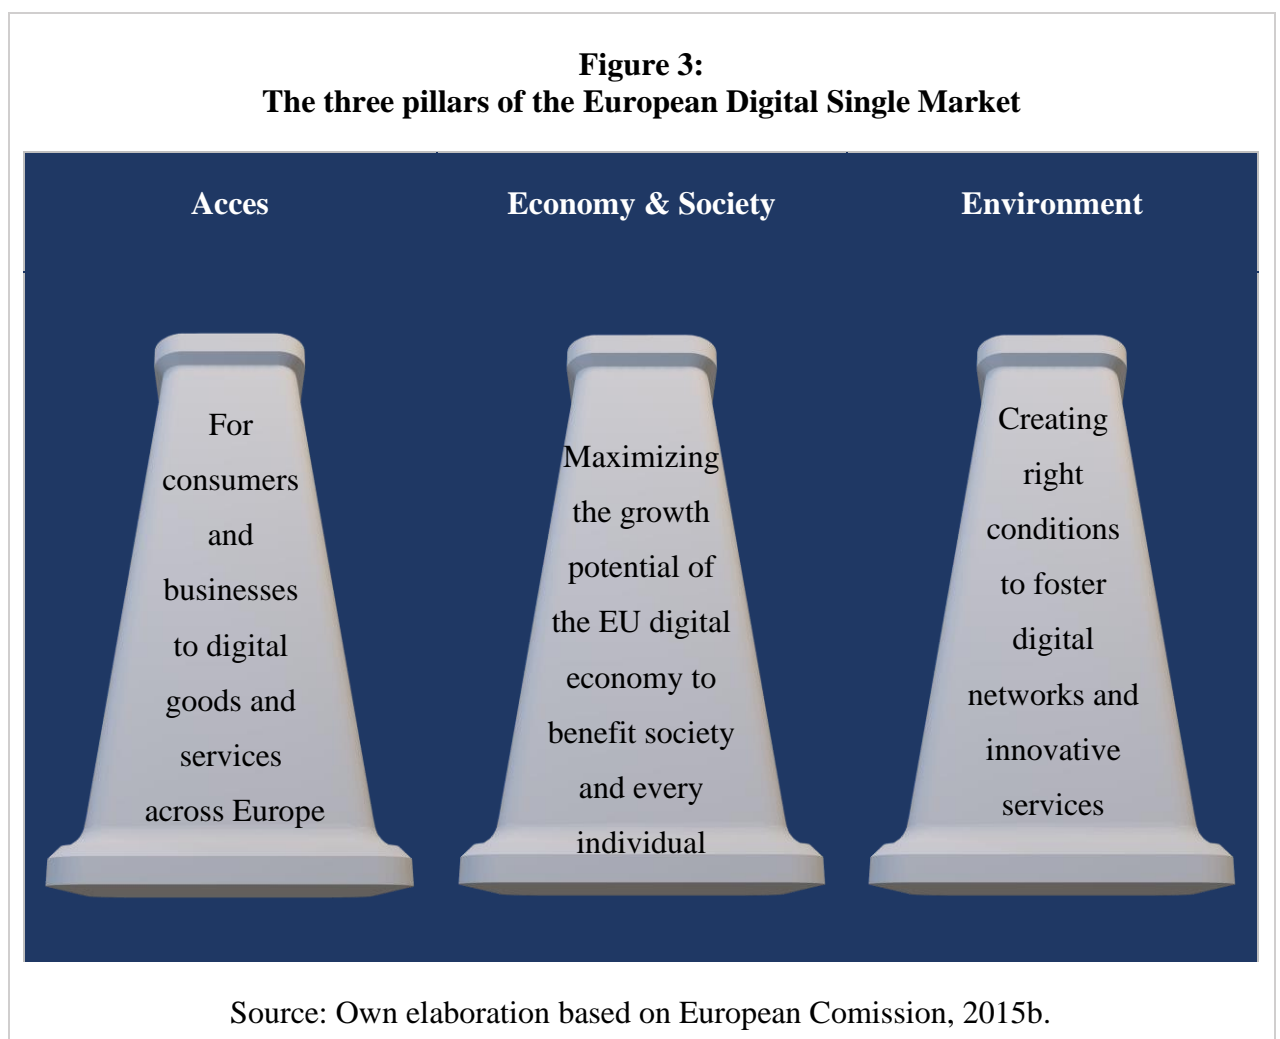 Figure 3:
The three pillars of the European Digital Single Market
Acces
Economy & Society
Environment
For
consumers
and
businesses
to digital
goods and
services
across Europe
Maximizing
the growth
potential of
the EU digital
economy to
benefit society
and every
individual
Creating
right
conditions
to foster
digital
networks and
innovative
services
Source: Own elaboration based on European Comission, 2015b.